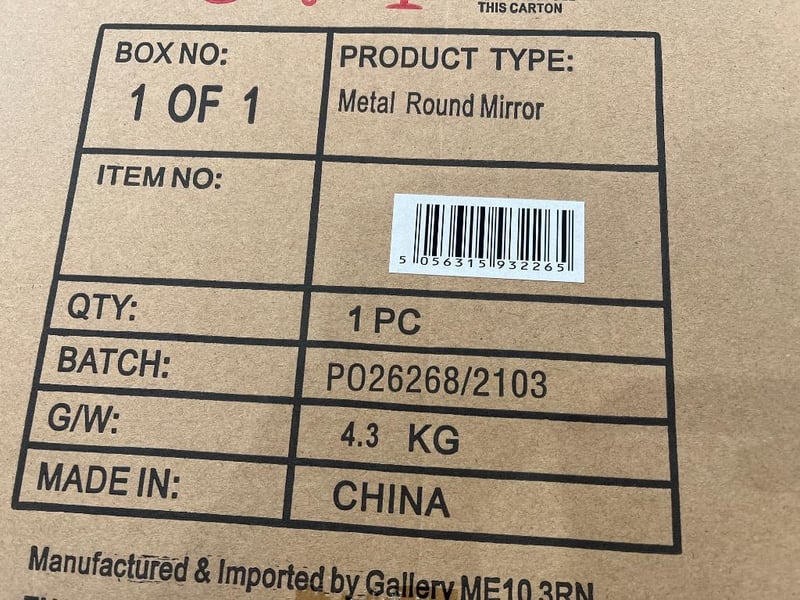 THIS CARTON
BOX NO:
1 OF 1
PRODUCT TYPE:
Metal Round Mirror
ITEM NO:
5 056315 932265
QTY:
1 PC
BATCH:
PO26268/2103
G/W:
4.3 KG
MADE IN:
CHINA
Manufactured & Imported by Gallery ME10 3RN